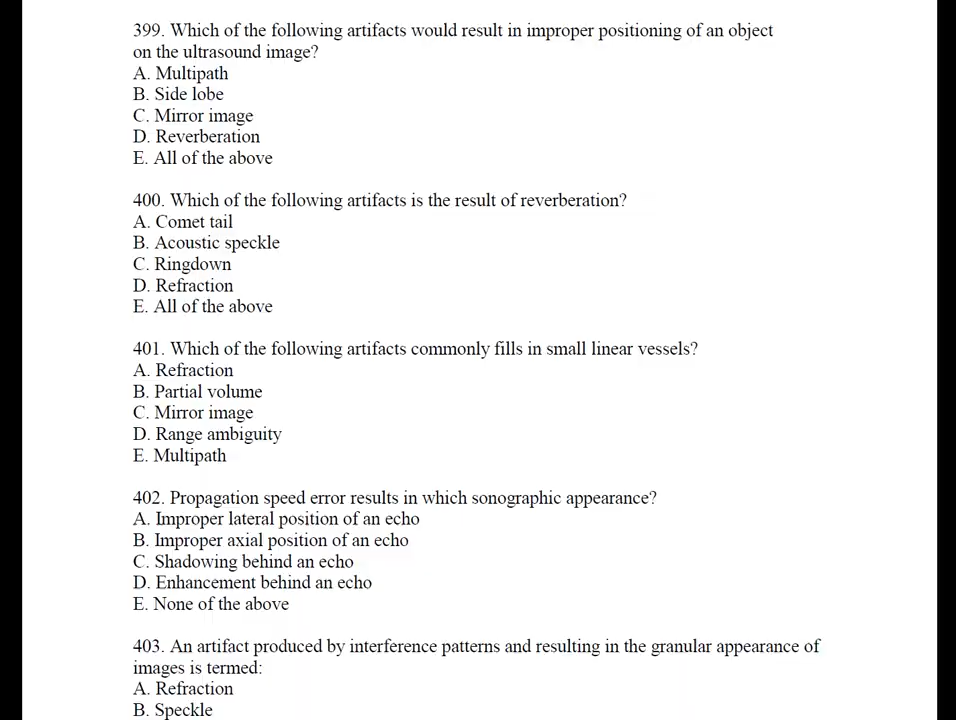 399. Which of the following artifacts would result in improper positioning of an object
on the ultrasound image?
A. Multipath
B. Side lobe
C. Mirror image
D. Reverberation
E. All of the above
400. Which of the following artifacts is the result of reverberation?
A. Comet tail
B. Acoustic speckle
C. Ringdown
D. Refraction
E. All of the above
401. Which of the following artifacts commonly fills in small linear vessels?
A. Refraction
B. Partial volume
C. Mirror image
D. Range ambiguity
E. Multipath
402. Propagation speed error results in which sonographic appearance?
A. Improper lateral position of an echo
B. Improper axial position of an echo
C. Shadowing behind an echo
D. Enhancement behind an echo
E. None of the above
403. An artifact produced by interference patterns and resulting in the granular appearance of
images is termed:
A. Refraction
B. Speckle